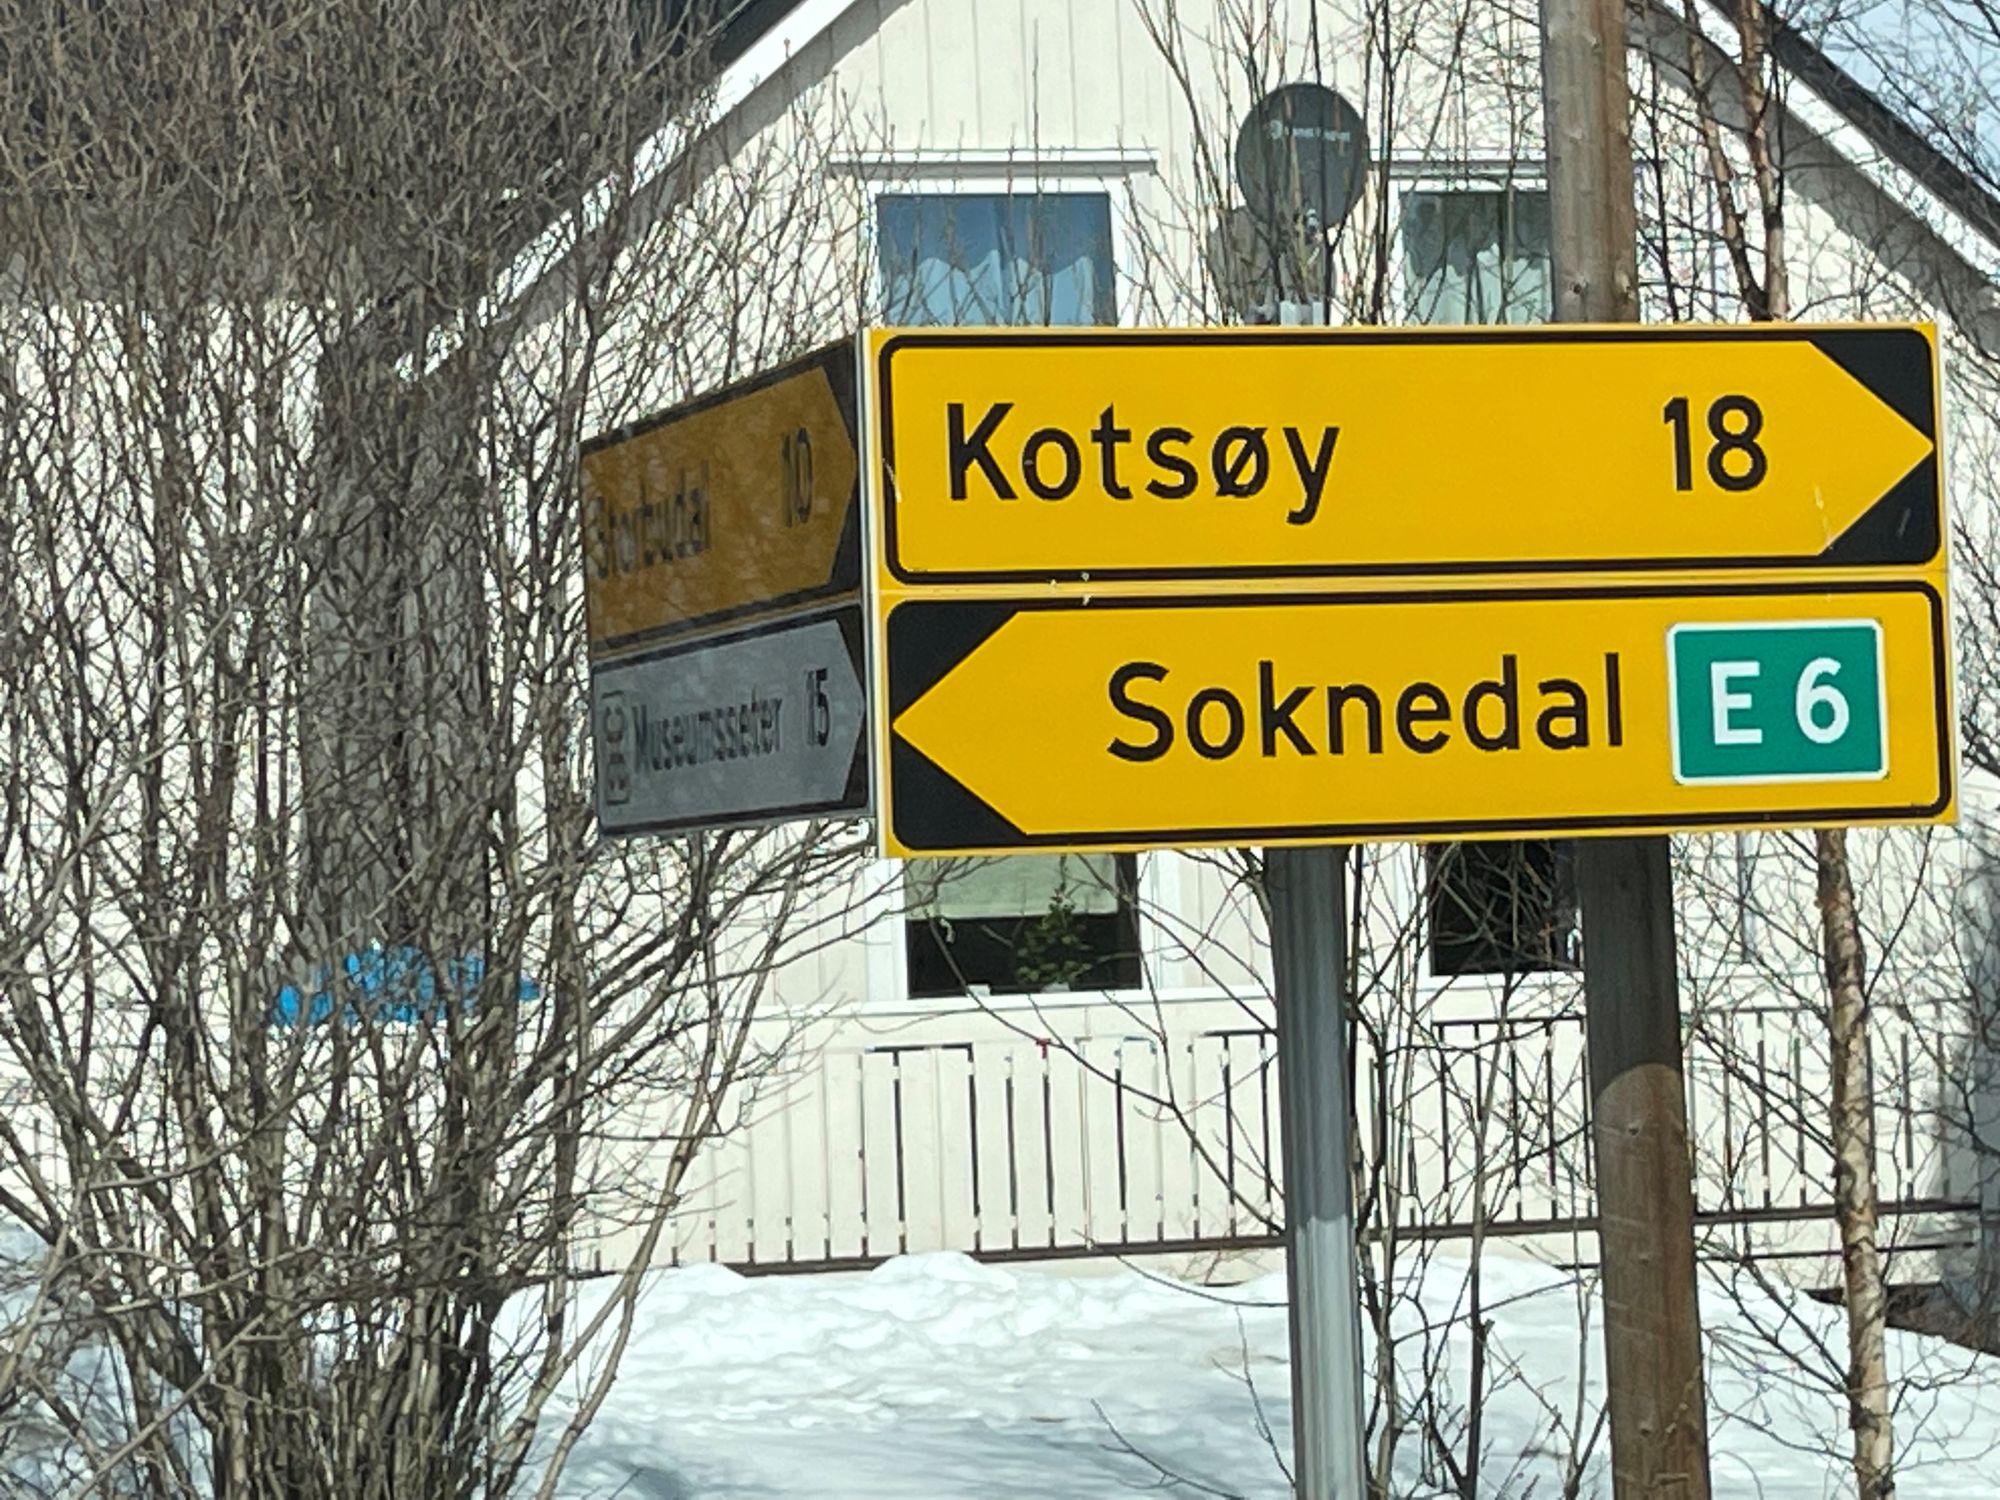 Kotsøy 18
Soknedal E6
Storbudal 10
Museumsseter 15